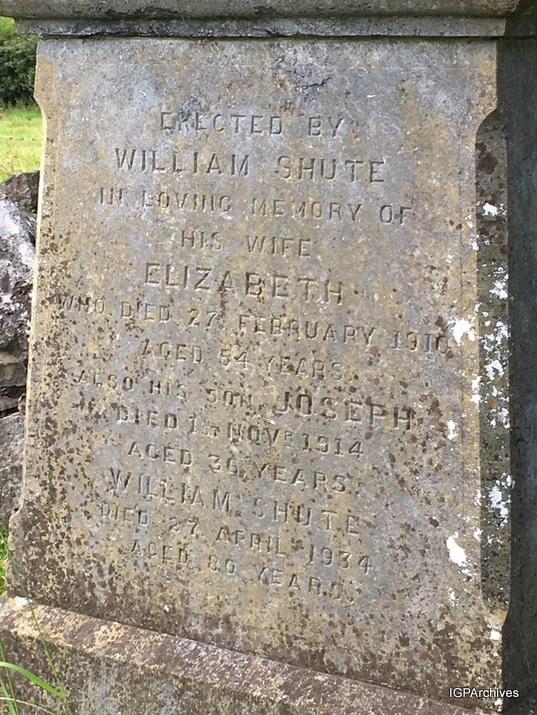 ERECTED BY
WILLIAM SHUTE
IN LOVING MEMORY OF
HIS WIFE
ELIZABETH
WHO DIED 27 FEBRUARY 1910
AGED 54 YEARS
ALSO HIS SON JOSEPH
DIED NOVR 1914
AGED 36 YEARS
WILLIAM SHUTE
DIED 27 APRIL 1934
AGED 80 YEARS
IGPArchives